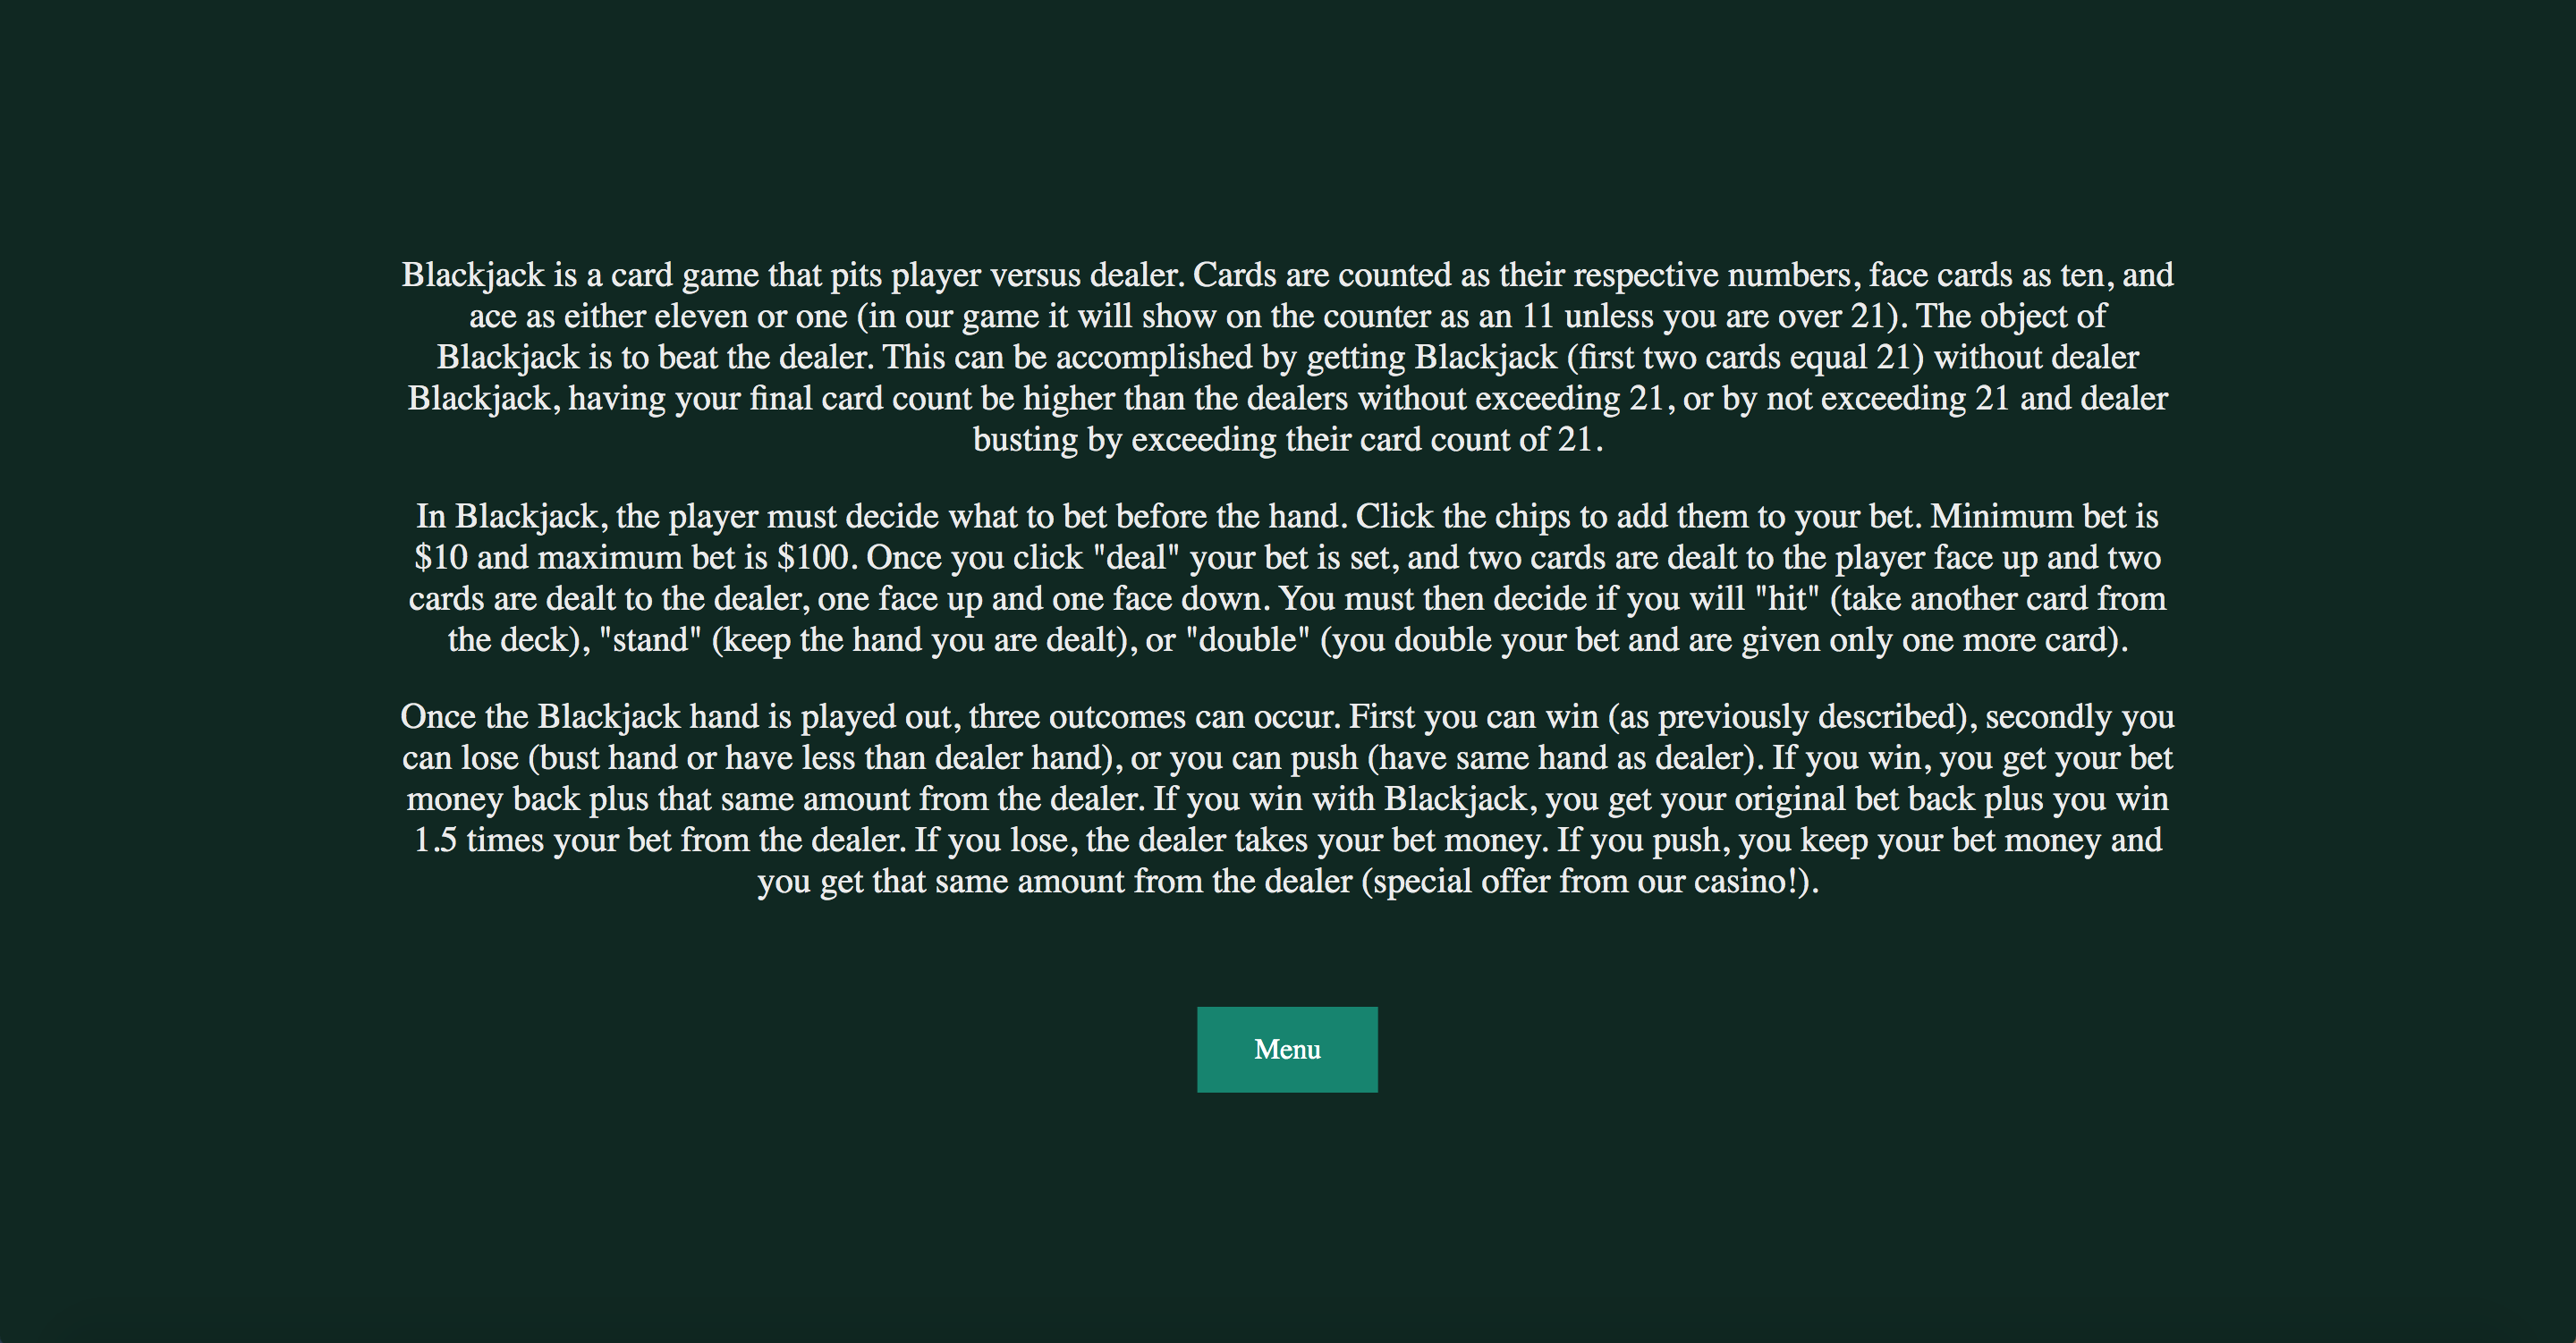 Blackjack is a card game that pits player versus dealer. Cards are counted as their respective numbers, face cards as ten, and
ace as either eleven or one (in our game it will show on the counter as an 11 unless you are over 21). The object of
Blackjack is to beat the dealer. This can be accomplished by getting Blackjack (first two cards equal 21) without dealer
Blackjack, having your final card count be higher than the dealers without exceeding 21, or by not exceeding 21 and dealer
busting by exceeding their card count of 21.
In Blackjack, the player must decide what to bet before the hand. Click the chips to add them to your bet. Minimum bet is
$10 and maximum bet is $100. Once you click "deal" your bet is set, and two cards are dealt to the player face up and two
cards are dealt to the dealer, one face up and one face down. You must then decide if you will "hit" (take another card from
the deck), "stand" (keep the hand you are dealt), or "double" (you double your bet and are given only one more card).
Once the Blackjack hand is played out, three outcomes can occur. First you can win (as previously described), secondly you
can lose (bust hand or have less than dealer hand), or you can push (have same hand as dealer). If you win, you get your bet
money back plus that same amount from the dealer. If you win with Blackjack, you get your original bet back plus you win
1.5 times your bet from the dealer. If you lose, the dealer takes your bet money. If you push, you keep your bet money and
you get that same amount from the dealer (special offer from our casino!).
Menu